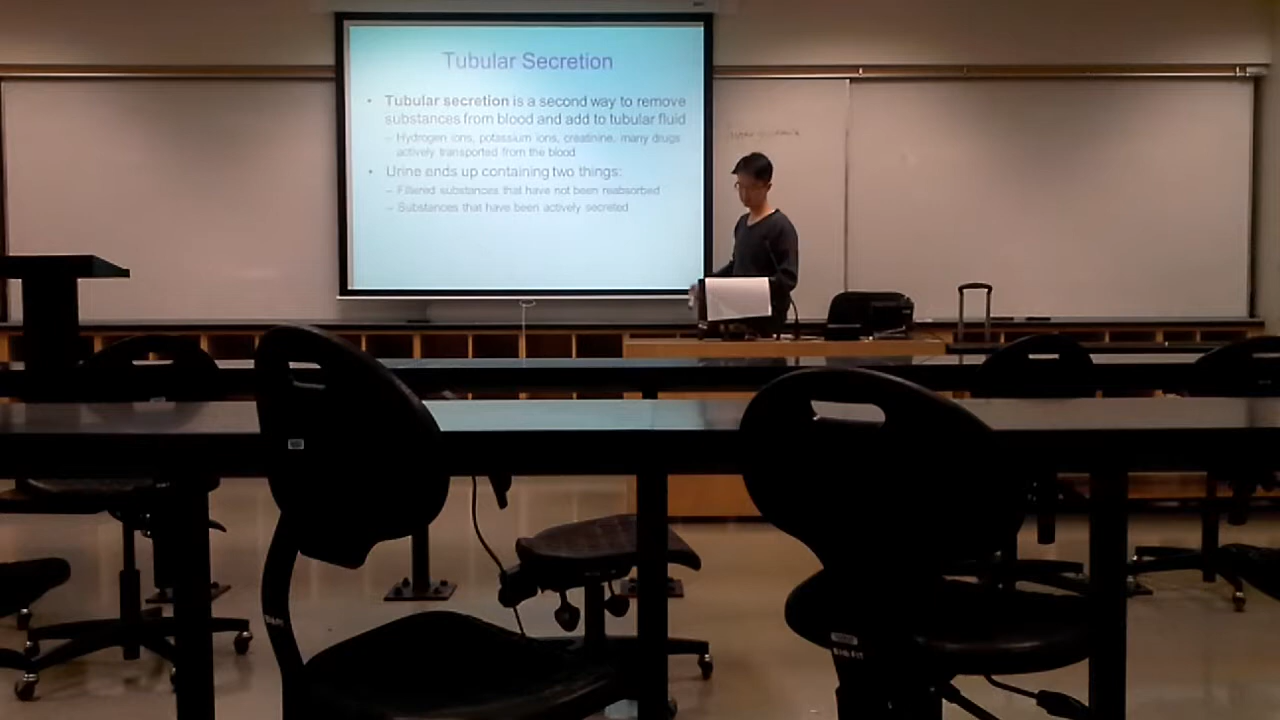 Tubular Secretion
• Tubular secretion is a second way to remove
substances from blood and add to tubular fluid
– Hydrogen ions, potassium ions, creatinine, many drugs
actively transported from the blood
• Urine ends up containing two things:
– Filtered substances that have not been reabsorbed
– Substances that have been actively secreted